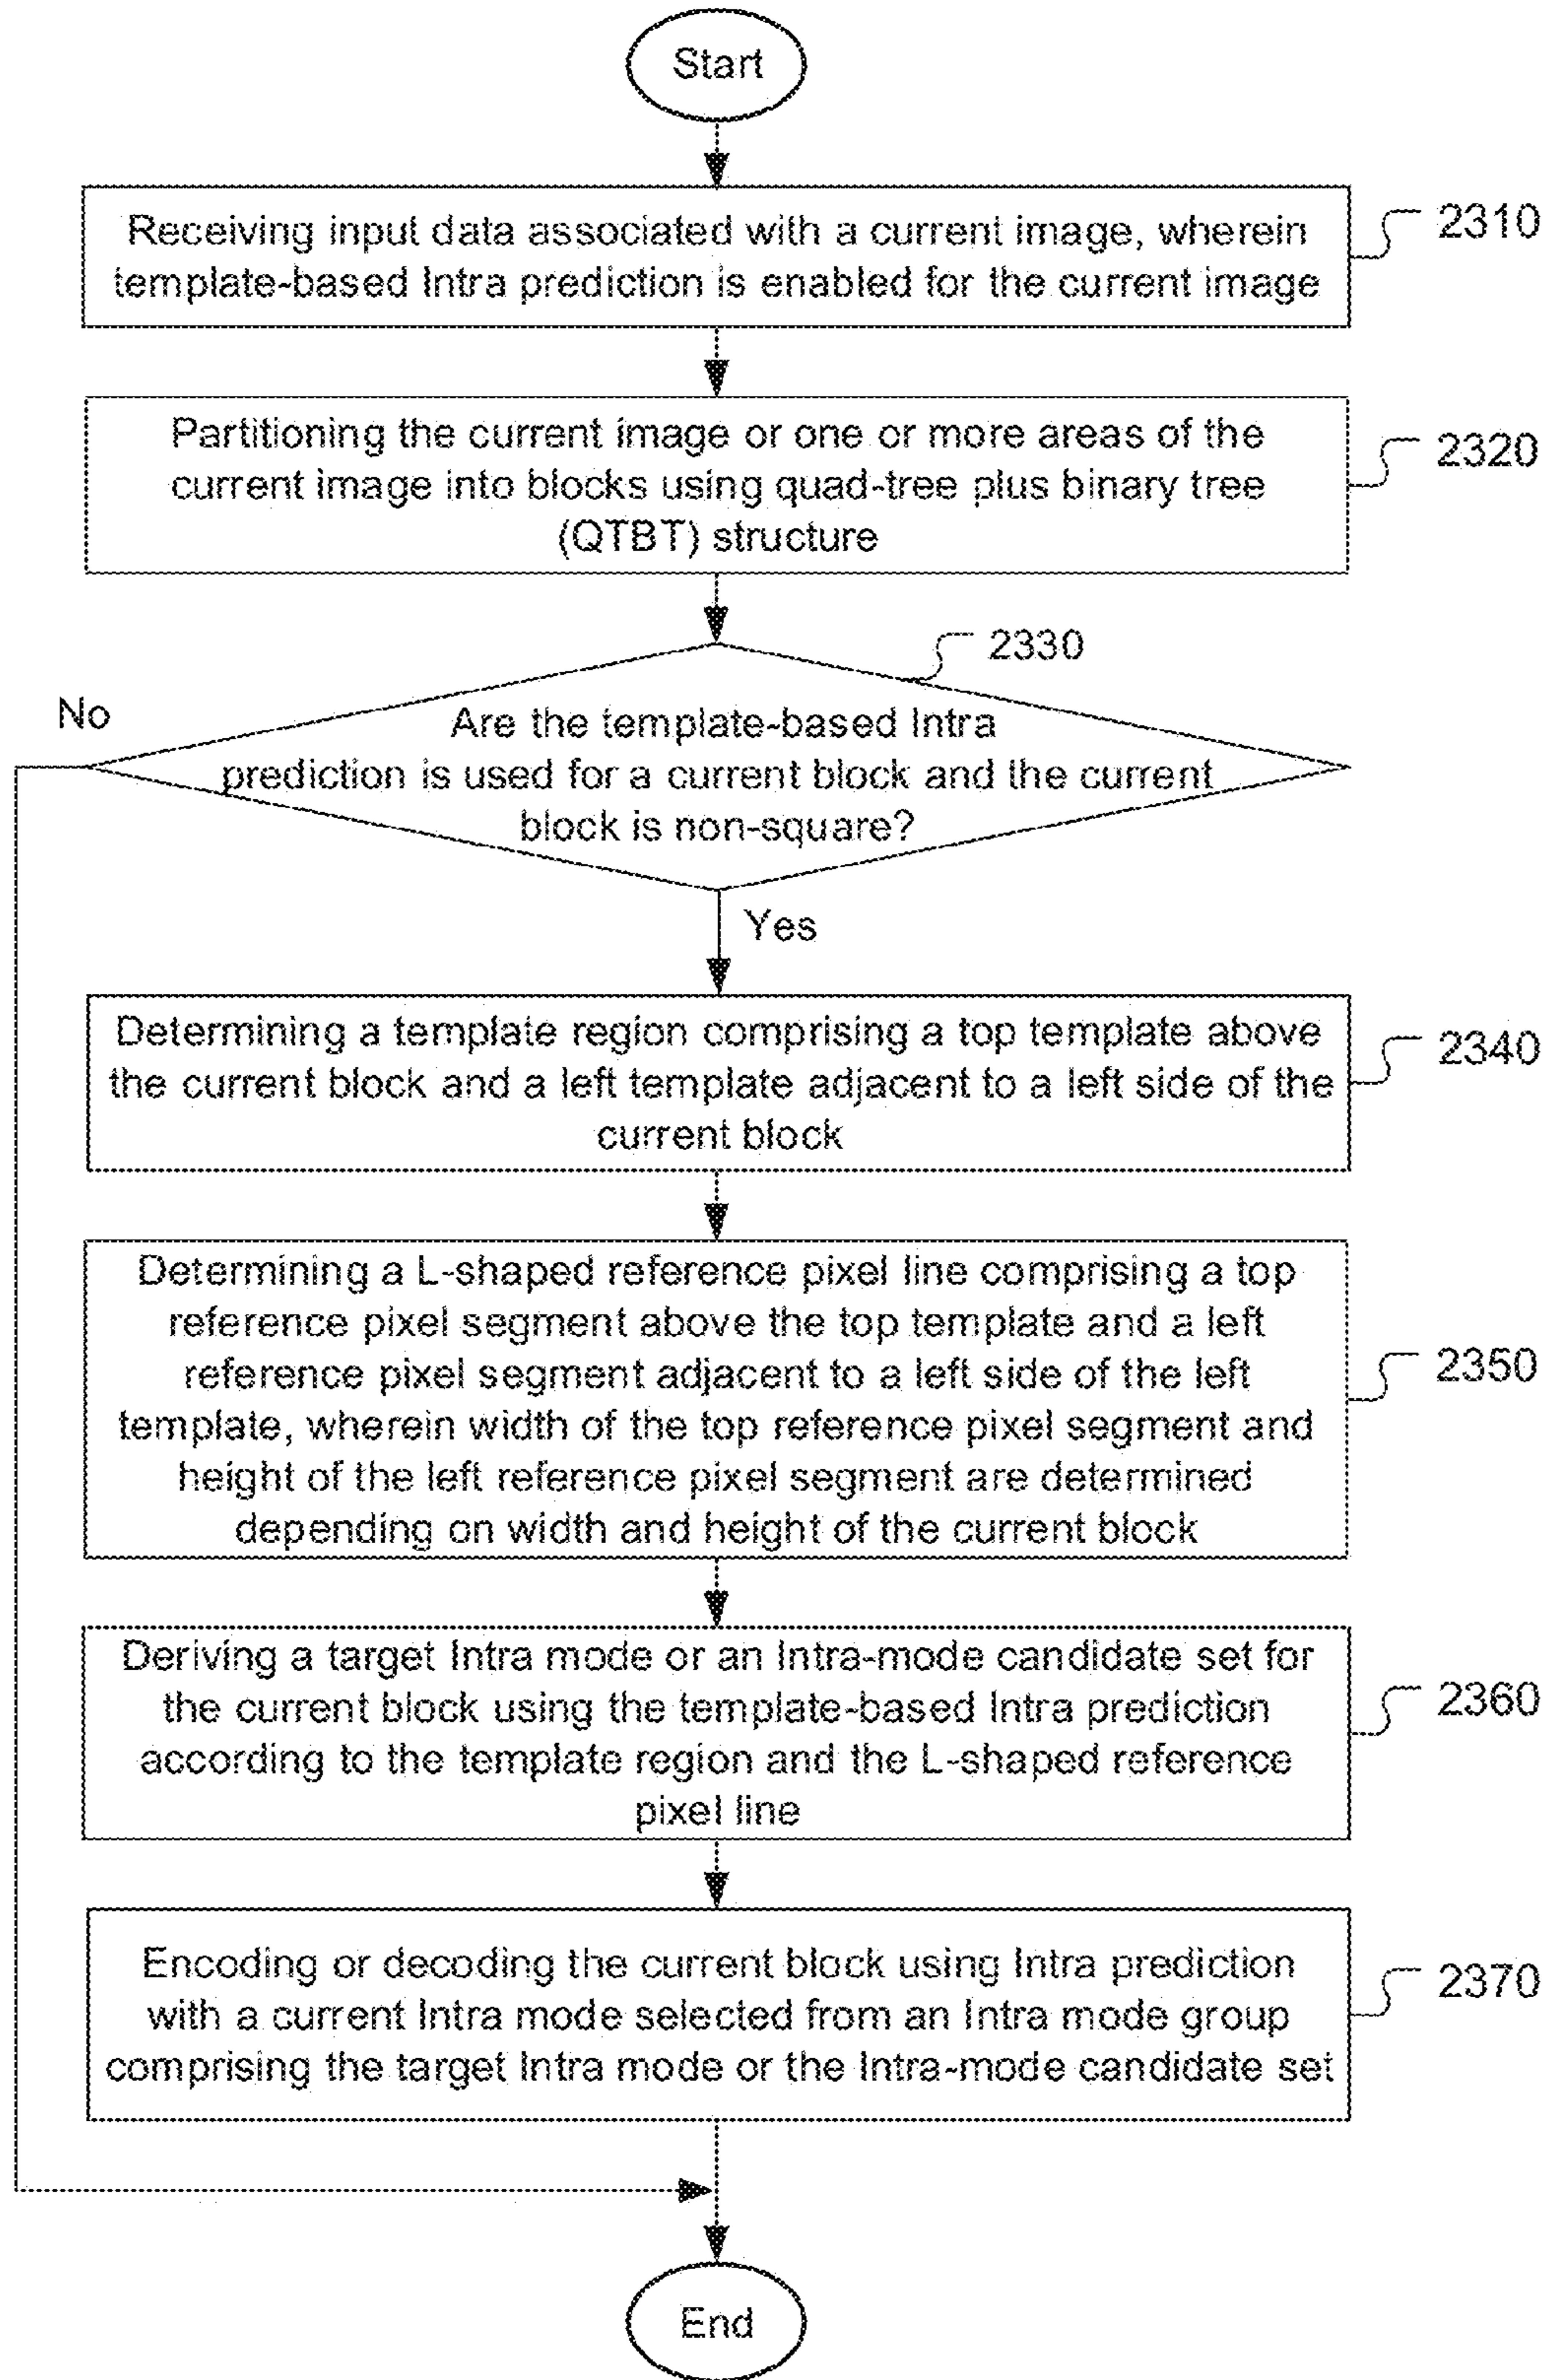 Start
Receiving input data associated with a current image, wherein
template-based Intra prediction is enabled for the current image
2310
Partitioning the current image or one or more areas of the
current image into blocks using quad-tree plus binary tree
(QTBT) structure
2320
2330
No
Are the template-based Intra
prediction is used for a current block and the current
block is non-square?
Yes
Determining a template region comprising a top template above
the current block and a left template adjacent to a left side of the
current block
2340
Determining a L-shaped reference pixel line comprising a top
reference pixel segment above the top template and a left
reference pixel segment adjacent to a left side of the left
template, wherein width of the top reference pixel segment and
height of the left reference pixel segment are determined
depending on width and height of the current block
2350
Deriving a target Intra mode or an Intra-mode candidate set for
the current block using the template-based Intra prediction
according to the template region and the L-shaped reference
pixel line
2360
Encoding or decoding the current block using Intra prediction
with a current Intra mode selected from an Intra mode group
comprising the target Intra mode or the Intra-mode candidate set
2370
End